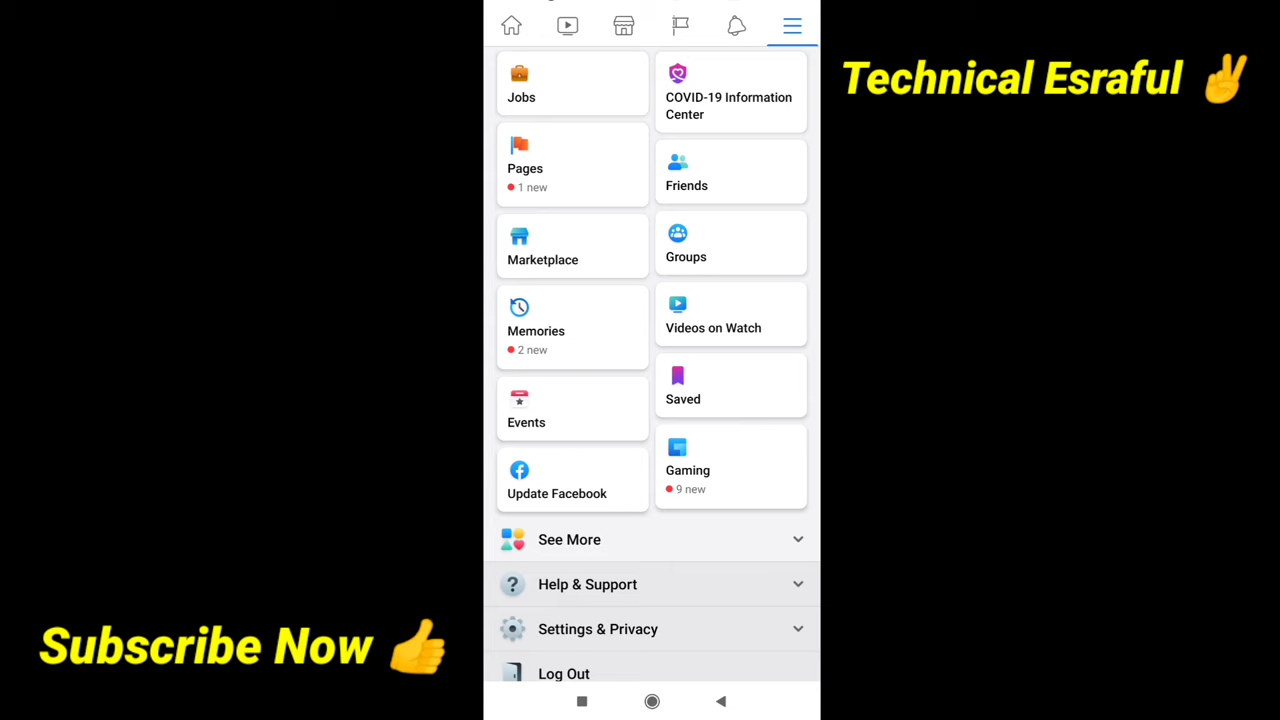 Technical Esraful ✌
Jobs
COVID-19 Information
Center
Pages
1 new
Friends
Marketplace
Groups
Memories
2 new
Videos on Watch
Events
Saved
Update Facebook
Gaming
9 new
See More
Help & Support
Settings & Privacy
Log Out
Subscribe Now 👍